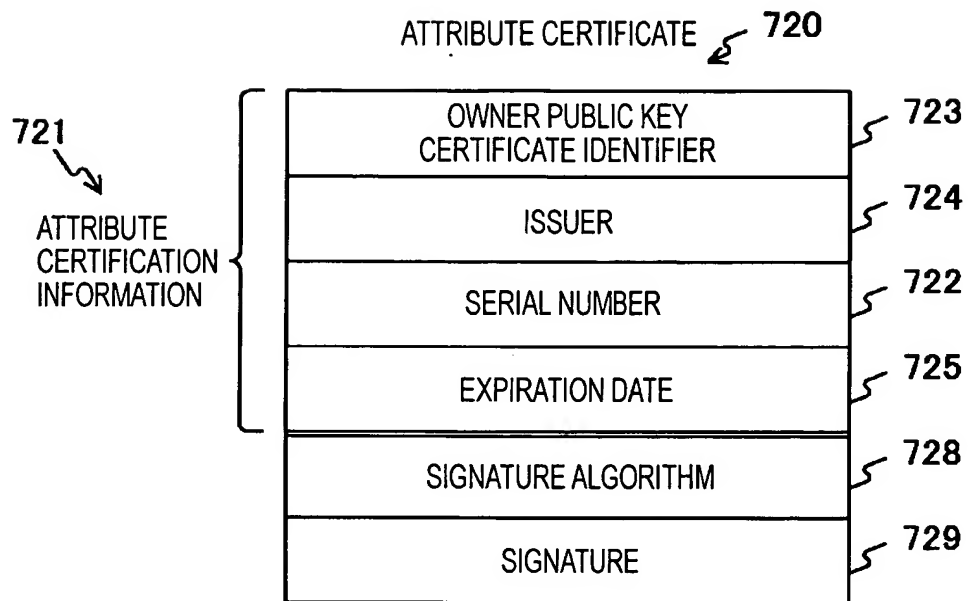 ATTRIBUTE CERTIFICATE 720
OWNER PUBLIC KEY
CERTIFICATE IDENTIFIER
723
721
ATTRIBUTE
CERTIFICATION
INFORMATION
ISSUER
724
SERIAL NUMBER
722
EXPIRATION DATE
725
SIGNATURE ALGORITHM
728
SIGNATURE
729